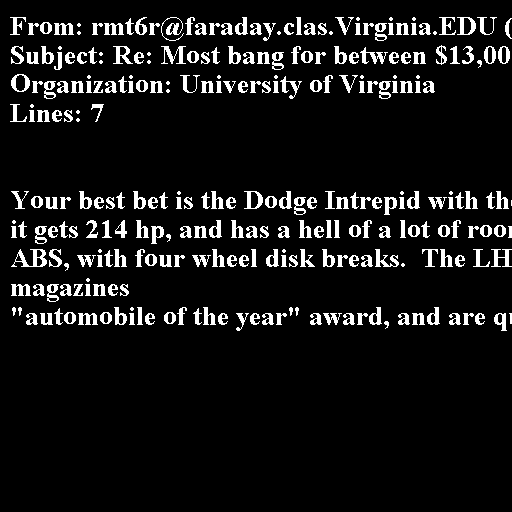 From: rmt6r@faraday.clas.Virginia.EDU (
Subject: Re: Most bang for between $13,00
Organization: University of Virginia
Lines: 7
Your best bet is the Dodge Intrepid with the
it gets 214 hp, and has a hell of a lot of
ABS, with four wheel disk breaks.  The LH
magazines
"automobile of the year" award, and are